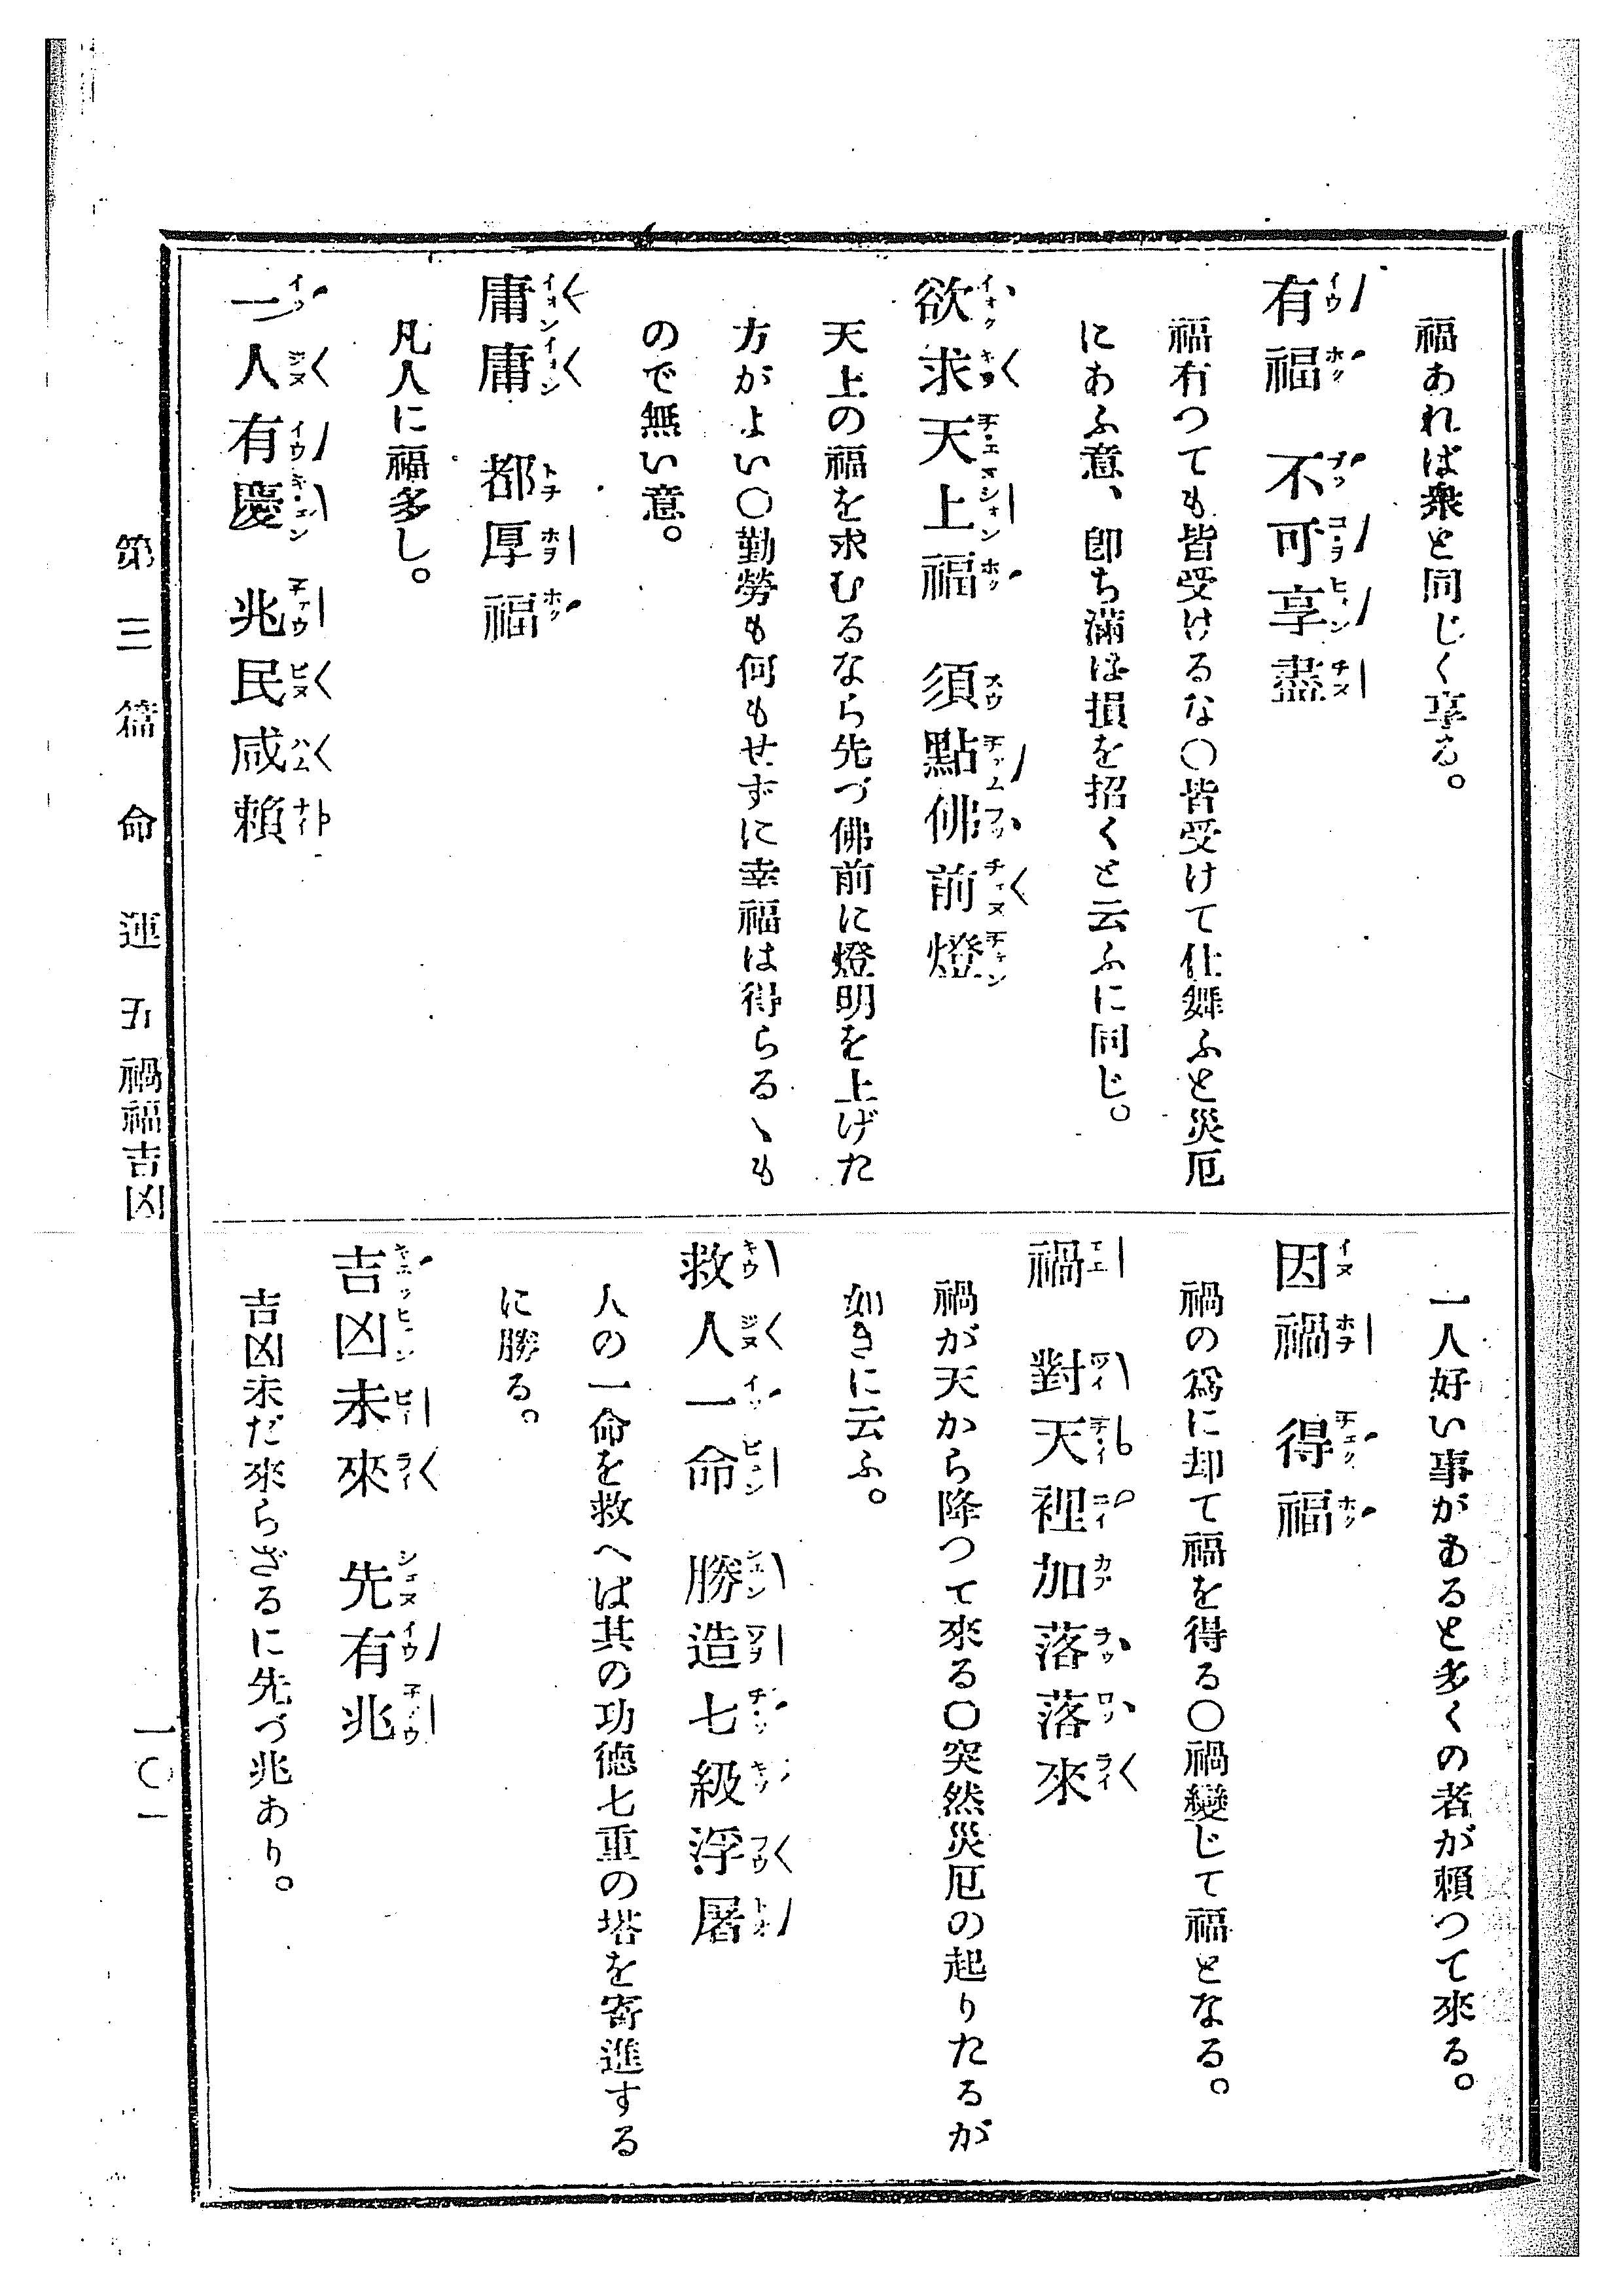 福あれば衆と同じく享る。
有福 不可享盡
福有つても皆受けるな〇皆受けて仕舞ふと災厄
にあふ意、卽ち滿は損を招くと云ふに同じ。
欲求天上福 須點佛前燈
天上の福を求むるなら先づ佛前に燈明を上げた
方がよい〇勤勞も何もせずに幸福は得らるゝも
ので無い意。
庸庸 都厚福
凡人に福多し。
一人有慶 兆民咸賴
一人好い事があると多くの者が賴つて來る。
因禍 得福
禍の爲に却て福を得る〇禍變じて福となる。
禍 對天裡加落落來
禍が天から降つて來る〇突然災厄の起りたるが
如きに云ふ。
救人一命 勝造七級浮屠
人の一命を救へば其の功德七重の塔を寄進する
に勝る。
吉凶未來 先有兆
吉凶未だ來らざるに先づ兆あり。
第三篇 命運 五 禍福吉凶
一〇一